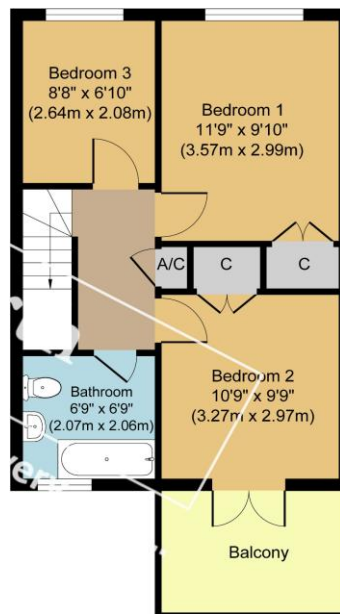 Bedroom 3
8'8" x 6'10"
(2.64m x 2.08m)
Bedroom 1
11'9" x 9'10"
(3.57m x 2.99m)
A/C
C
C
Bedroom 2
10'9" x 9'9"
(3.27m x 2.97m)
Bathroom
6'9" x 6'9"
(2.07m x 2.06m)
Balcony